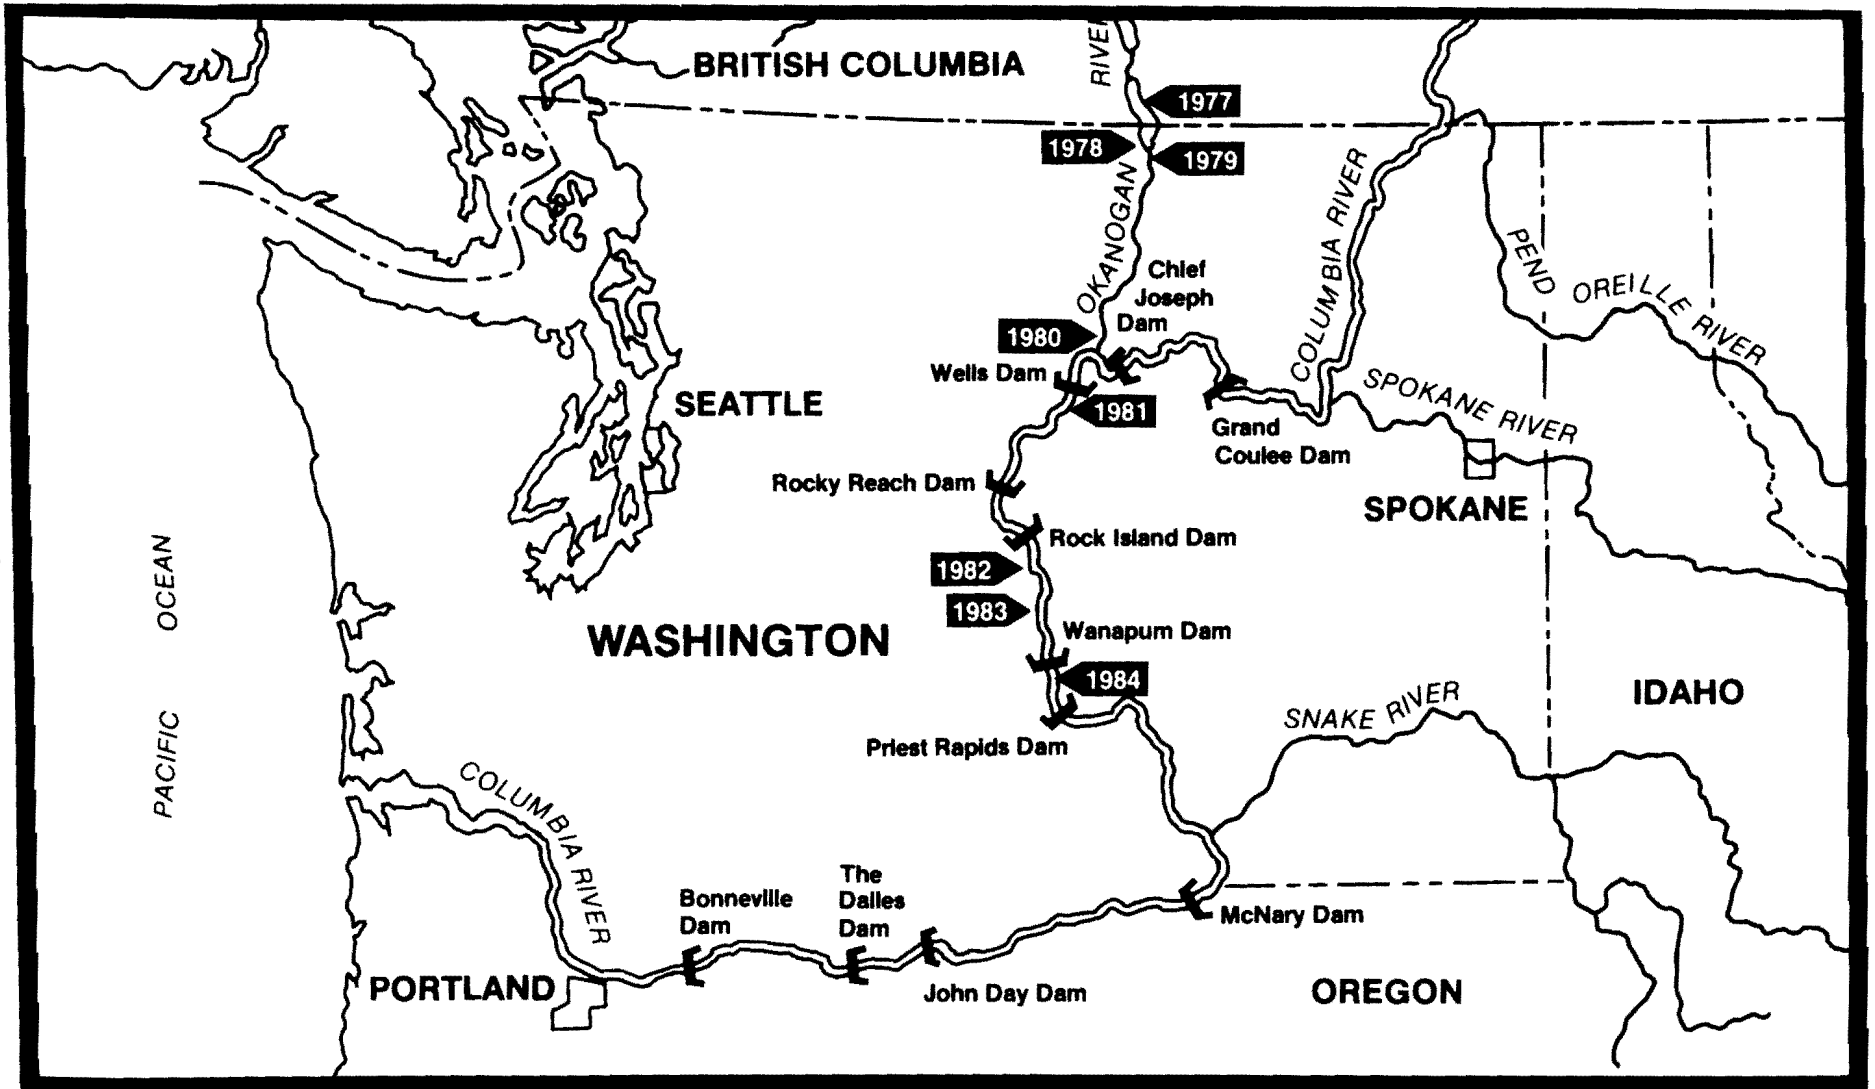 BRITISH COLUMBIA
RIVER
1977
1978
1979
OKANOGAN
COLUMBIA RIVER
PEND OREILLE RIVER
Chief
Joseph
Dam
1980
Wells Dam
1981
SEATTLE
SPOKANE RIVER
Grand
Coulee Dam
Rocky Reach Dam
SPOKANE
Rock Island Dam
1982
1983
PACIFIC OCEAN
WASHINGTON
Wanapum Dam
1984
IDAHO
SNAKE RIVER
Priest Rapids Dam
COLUMBIA RIVER
The
Dalles
Dam
Bonneville
Dam
McNary Dam
PORTLAND
John Day Dam
OREGON